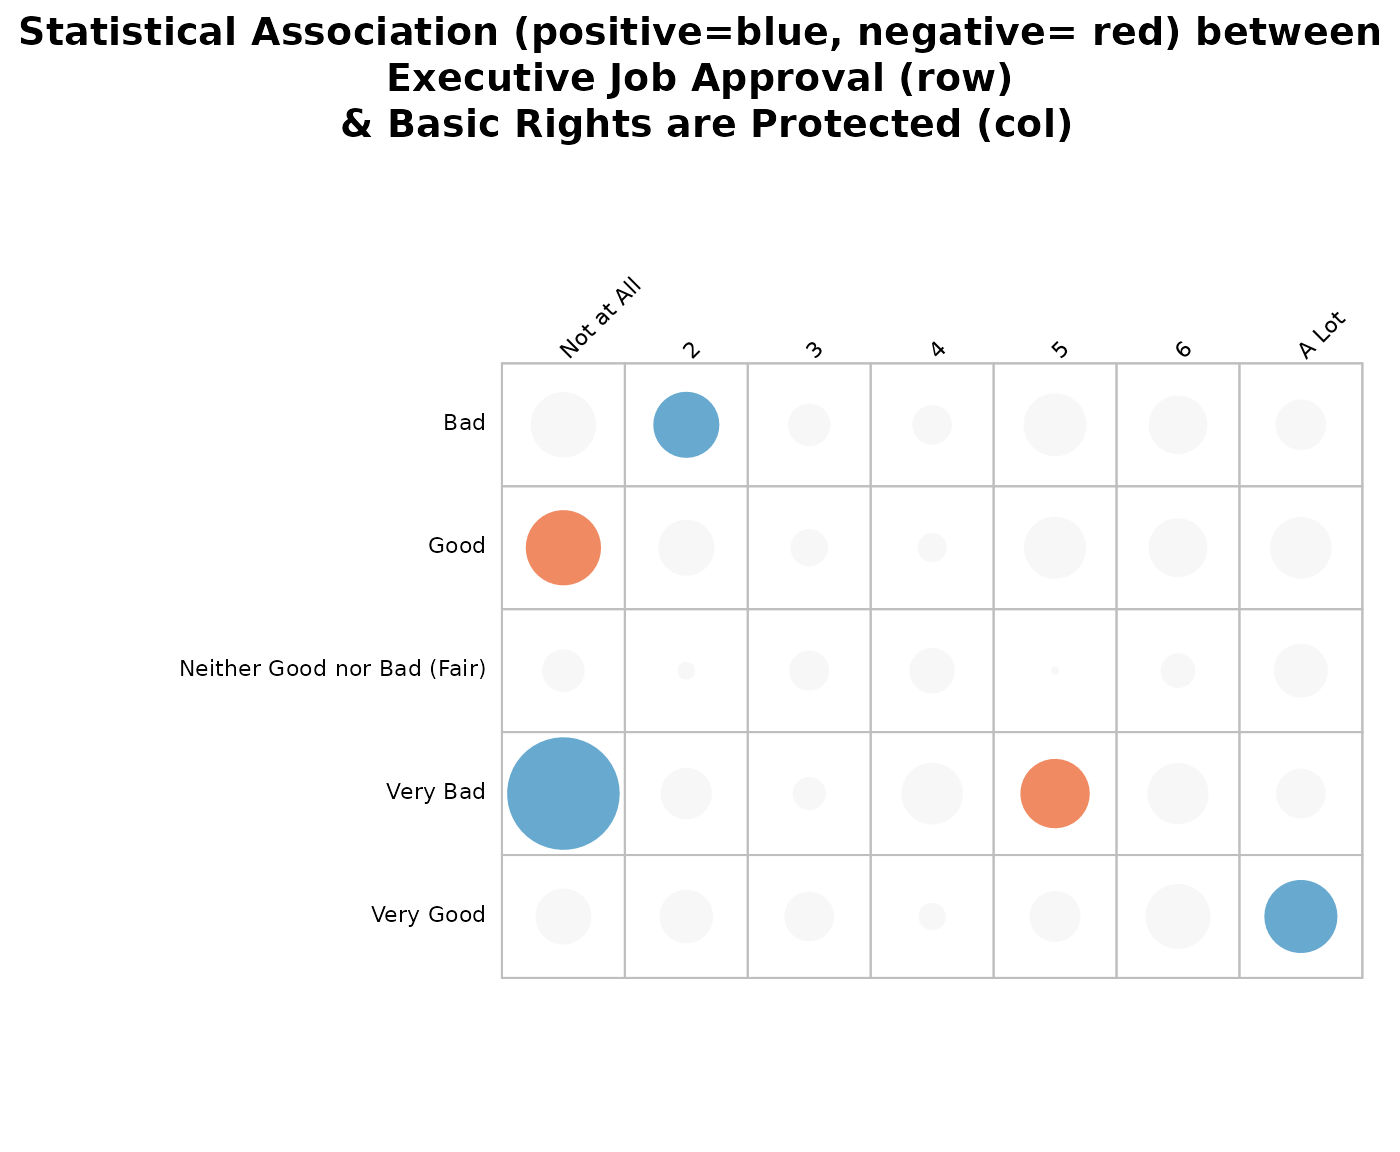 Statistical Association (positive=blue, negative= red) between
Executive Job Approval (row)
& Basic Rights are Protected (col)
Not at All
2
3
4
5
6
A Lot
Bad
Good
Neither Good nor Bad (Fair)
Very Bad
Very Good